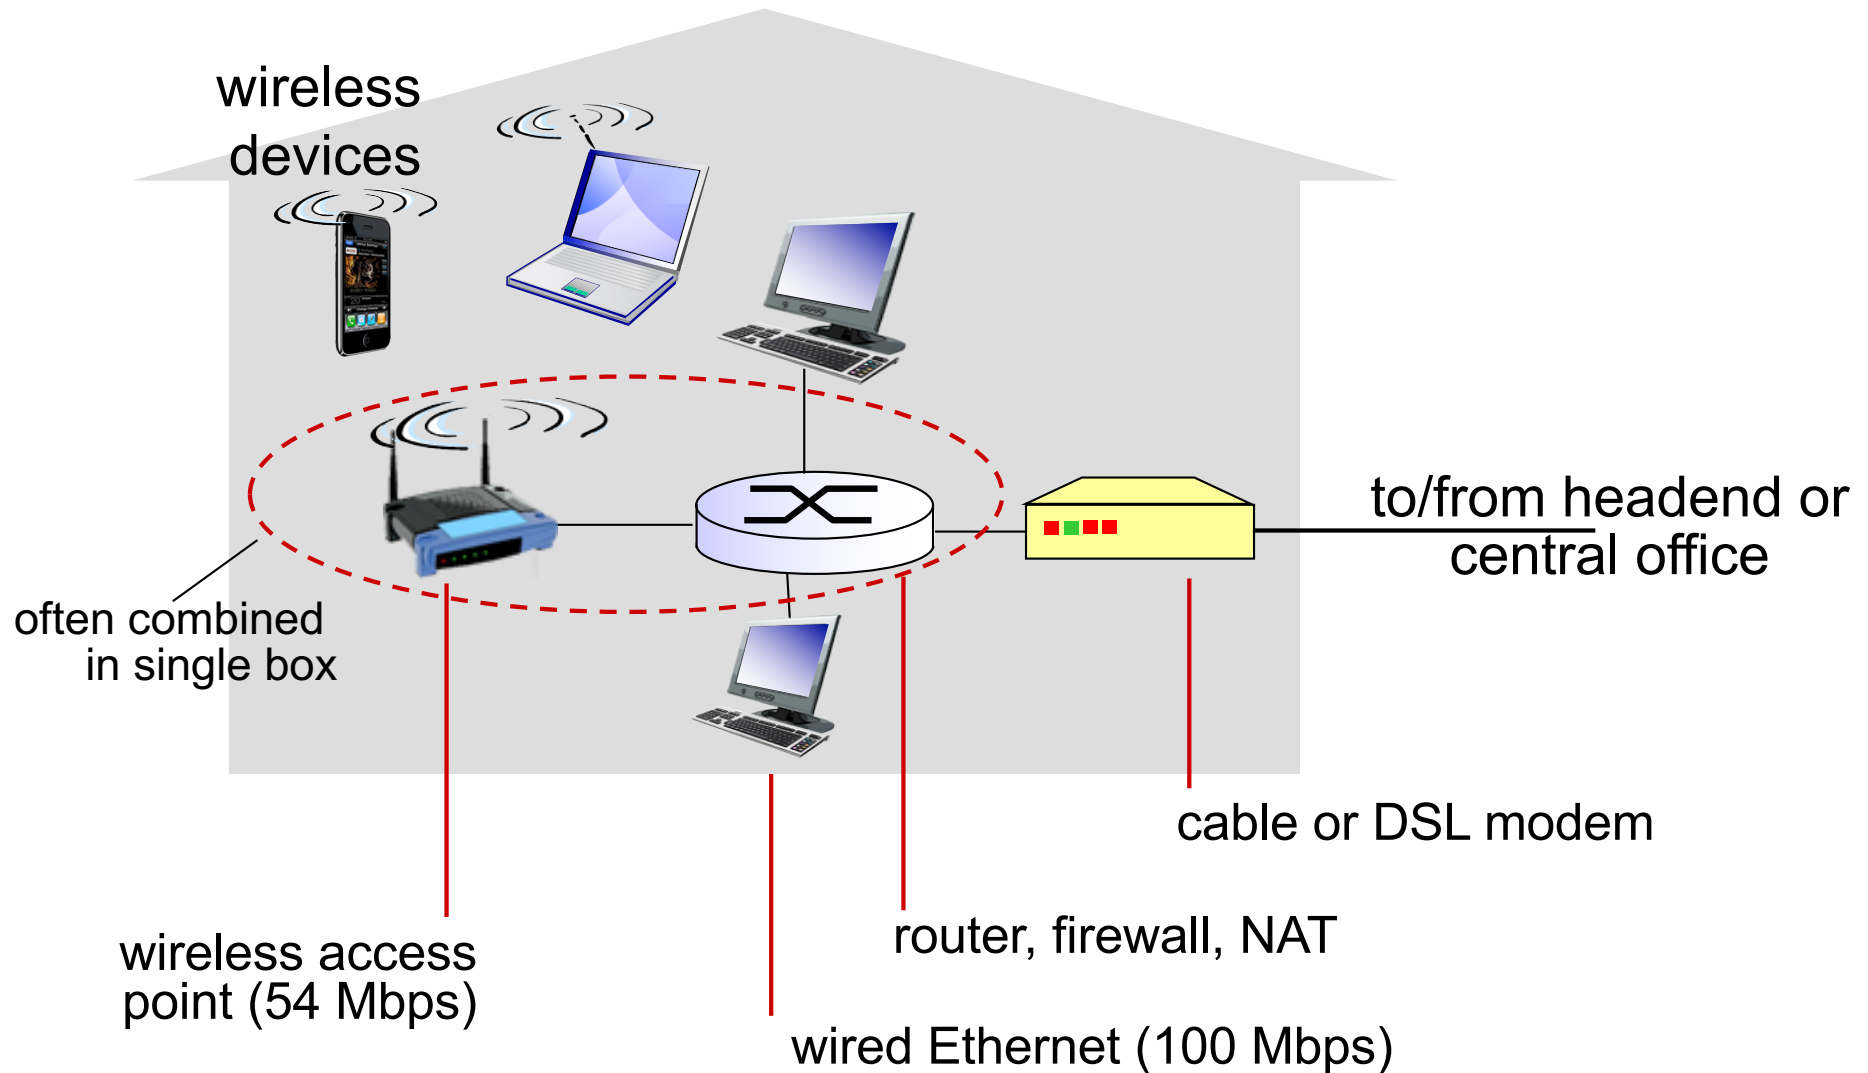 wireless
devices
to/from headend or
central office
often combined
in single box
cable or DSL modem
router, firewall, NAT
wireless access
point (54 Mbps)
wired Ethernet (100 Mbps)